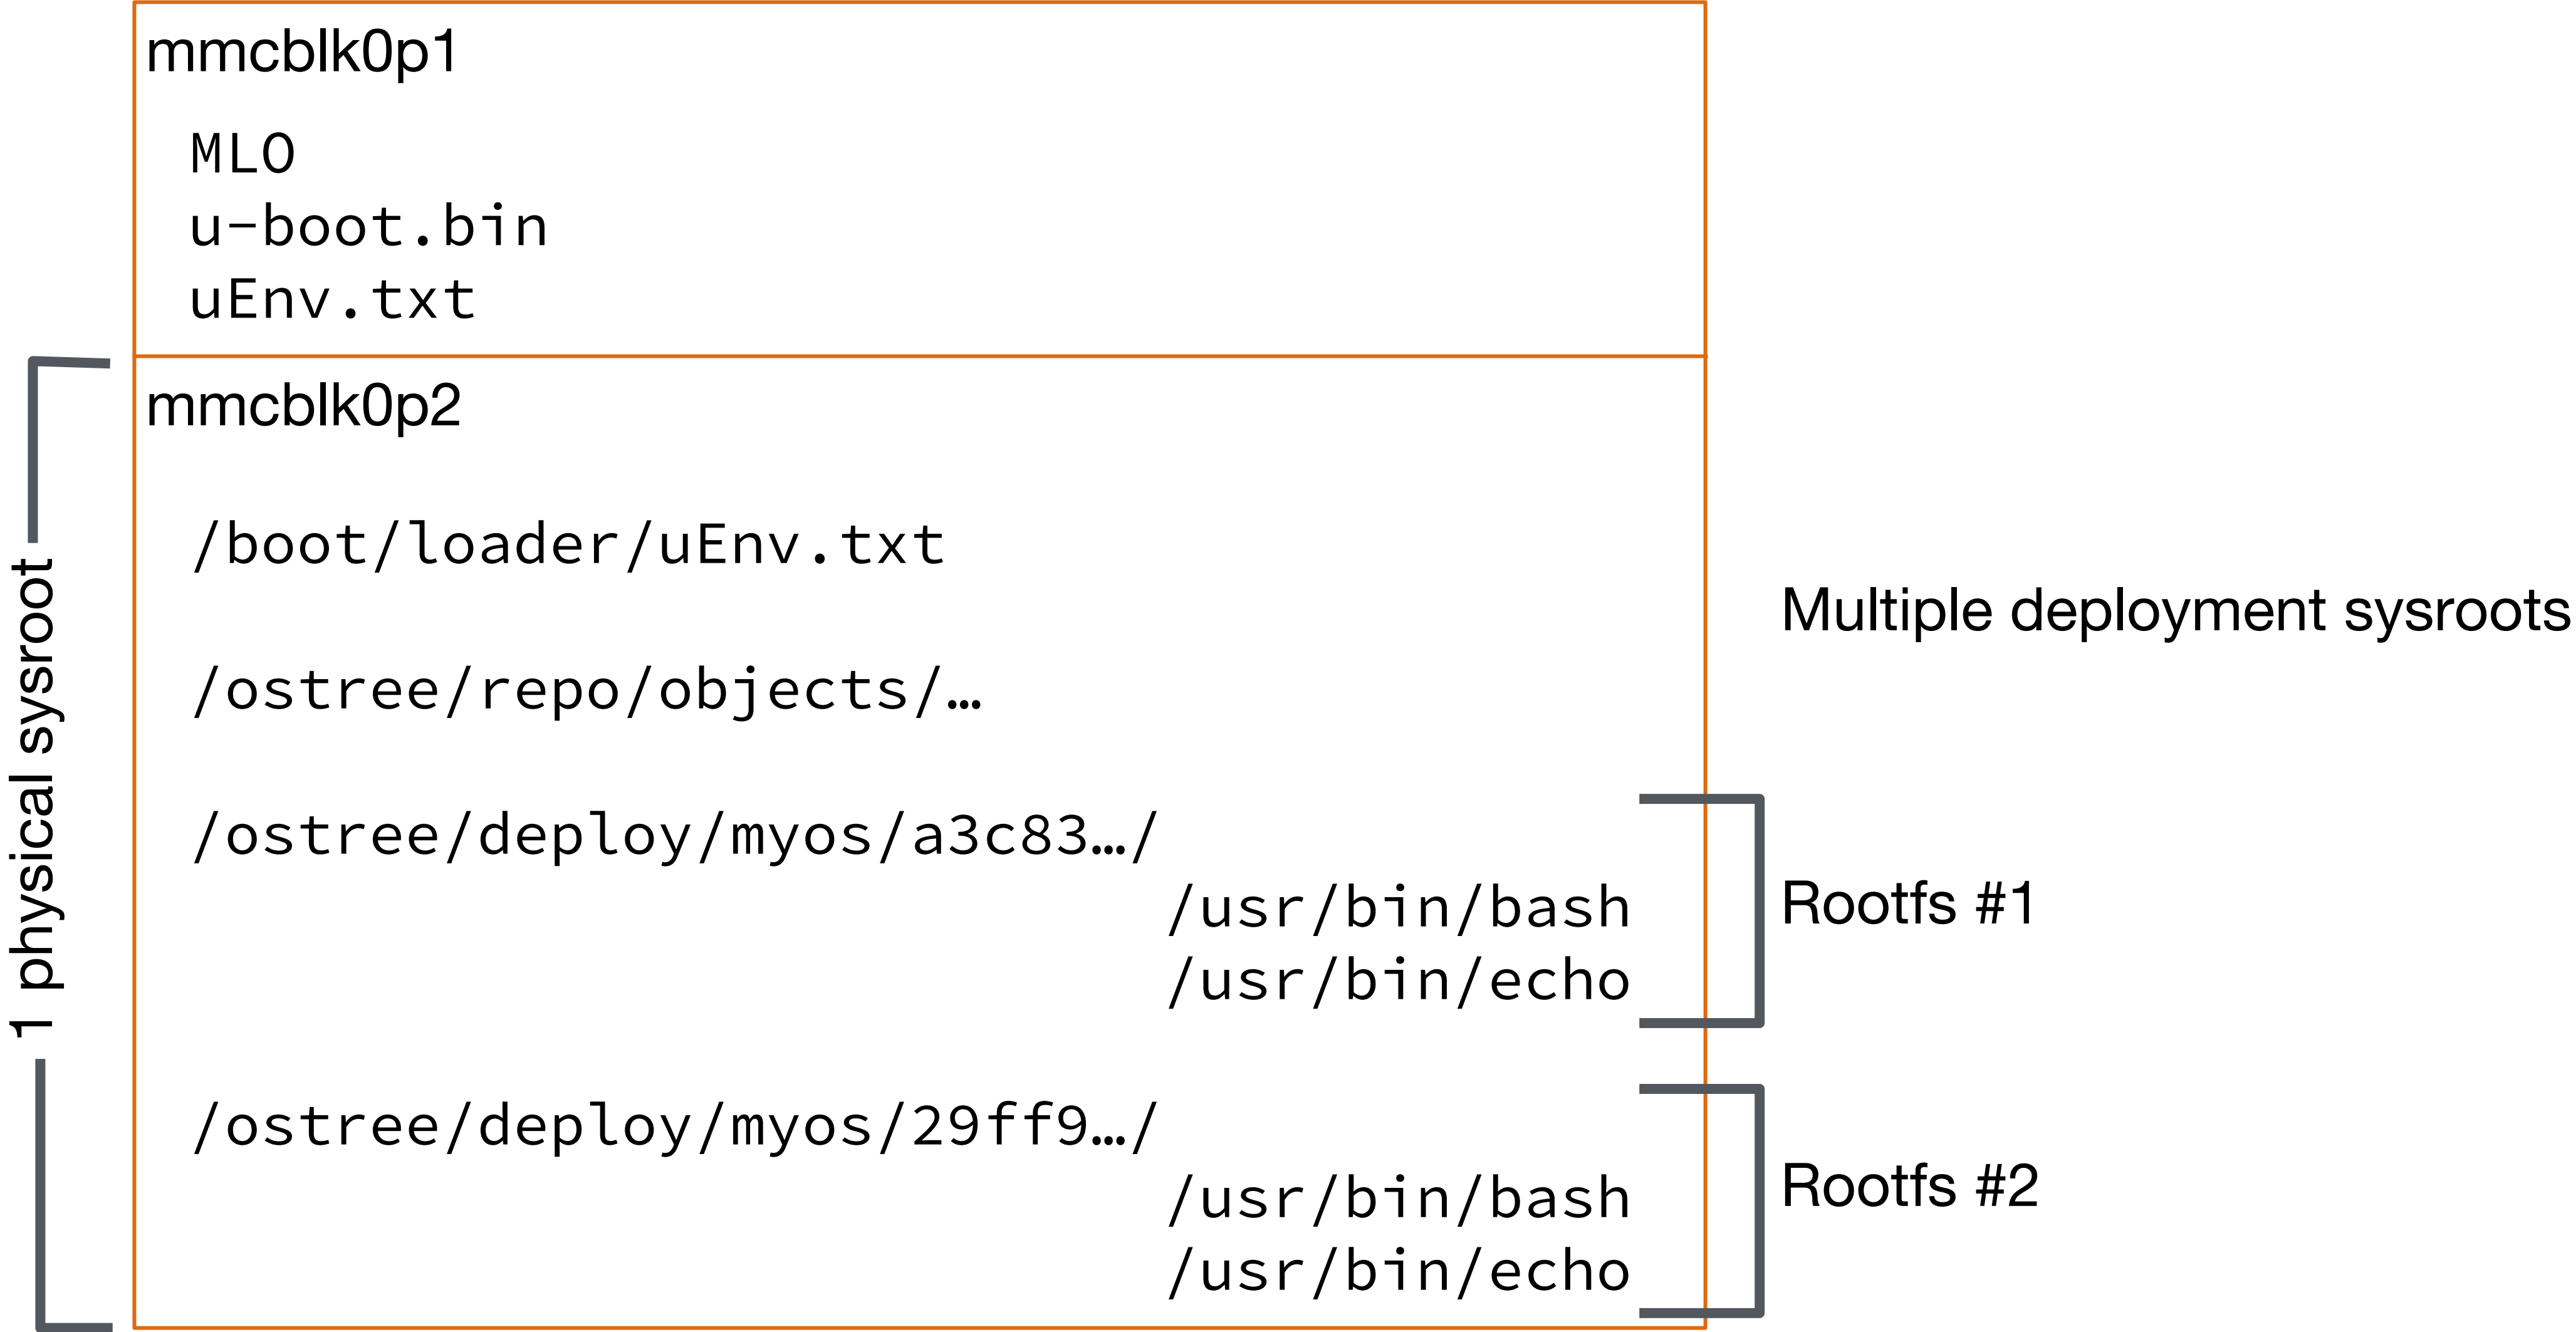 mmcblk0p1
MLO
u-boot.bin
uEnv.txt
1 physical sysroot
mmcblk0p2
/boot/loader/uEnv.txt
/ostree/repo/objects/…
/ostree/deploy/myos/a3c83…/
/usr/bin/bash
/usr/bin/echo
/ostree/deploy/myos/29ff9…/
/usr/bin/bash
/usr/bin/echo
Multiple deployment sysroots
Rootfs #1
Rootfs #2